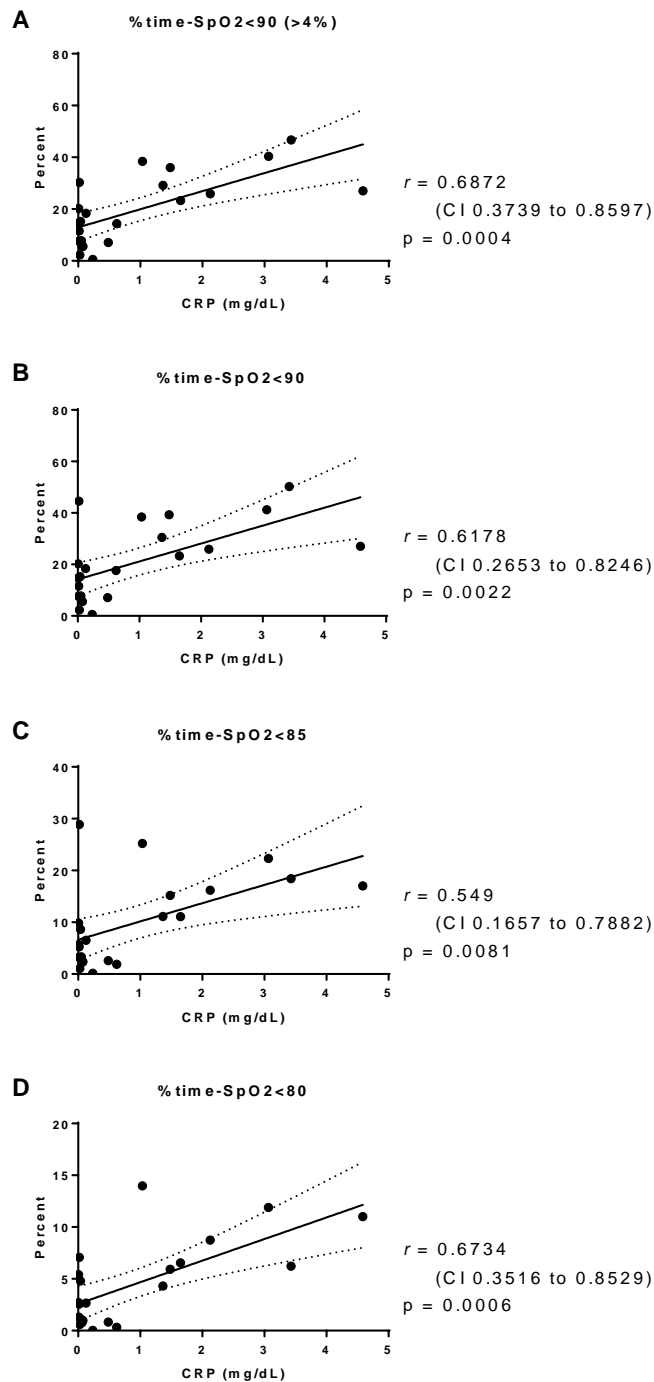 A
%time-SpO2<90 (>4%)
80
60
40
20
0
Percent
0 1 2 3 4 5
CRP (mg/dL)
r = 0.6872
(CI 0.3739 to 0.8597)
p = 0.0004
B
%time-SpO2<90
80
60
40
20
0
Percent
0 1 2 3 4 5
CRP (mg/dL)
r = 0.6178
(CI 0.2653 to 0.8246)
p = 0.0022
C
%time-SpO2<85
40
30
20
10
0
Percent
0 1 2 3 4 5
CRP (mg/dL)
r = 0.549
(CI 0.1657 to 0.7882)
p = 0.0081
D
%time-SpO2<80
20
15
10
5
0
Percent
0 1 2 3 4 5
CRP (mg/dL)
r = 0.6734
(CI 0.3516 to 0.8529)
p = 0.0006